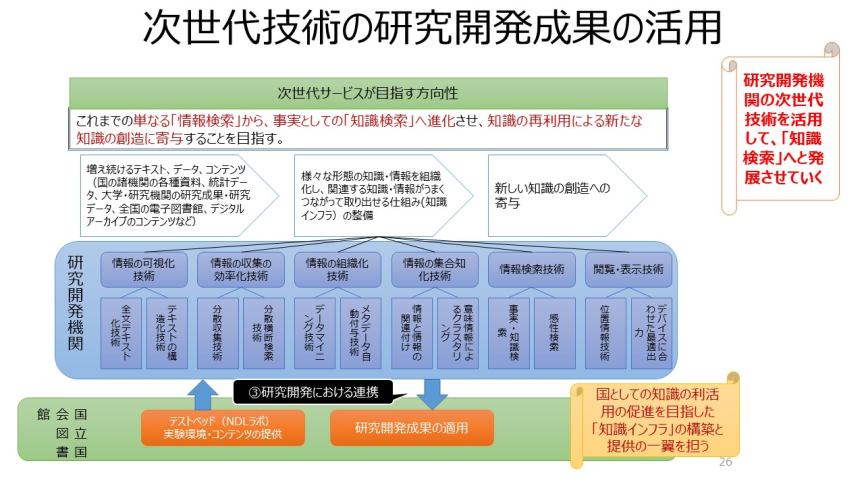 次世代技術の研究開発成果の活用
次世代サービスが目指す方向性
これまでの単なる「情報検索」から、事実としての「知識検索」へ進化させ、知識の再利用による新たな
知識の創造に寄与することを目指す。
研究開発機
関の次世代
技術を活用
して、「知識
検索」へと発
展させていく
増え続けるテキスト、データ、コンテンツ
（国の諸機関の各種資料、統計デー
タ、大学・研究機関の研究成果・研究
データ、全国の電子図書館、デジタル
アーカイブのコンテンツなど）
様々な形態の知識・情報を組織
化し、関連する知識・情報がうまく
つながって取り出せる仕組み(知識
インフラ）の整備
新しい知識の創造への
寄与
研究開発機関
情報の可視化
技術
情報の収集の
効率化技術
情報の組織化
技術
情報の集合知
化技術
情報検索技術
閲覧・表示技術
全文テキスト
化技術
テキストの構
造化技術
分散収集技術
分散横断検索
技術
データマイニ
ング技術
メタデータ自
動付与技術
情報と情報の
関連付け
意味情報によ
るクラスタリ
ング
事実・知識検
索
感性検索
位置情報技術
デバイスに合
わせた最適出
力
③研究開発における連携
国立国
会図書
館
テストベッド（NDLラボ）
実験環境・コンテンツの提供
研究開発成果の適用
国としての知識の利活
用の促進を目指した
「知識インフラ」の構築と
提供の一翼を担う
26